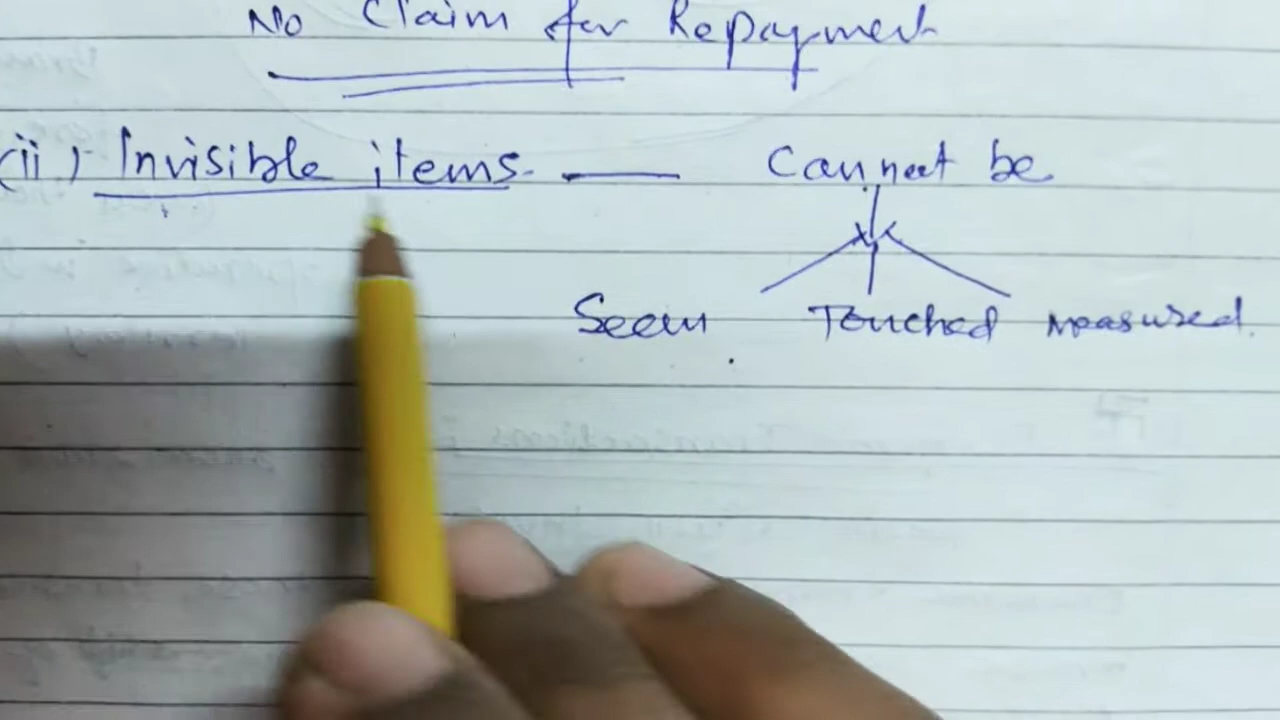 No Claim for Repayment
(ii) Invisible items - — Cannot be
Seen Touched measured.